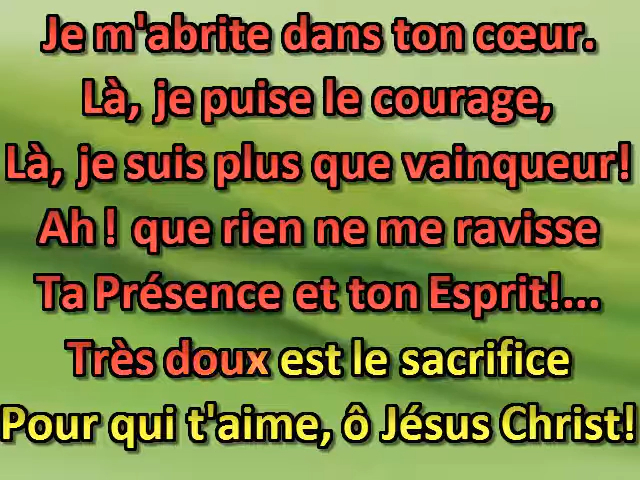 Je m'abrite dans ton cœur.
Là, je puise le courage,
Là, je suis plus que vainqueur!
Ah ! que rien ne me ravisse
Ta Présence et ton Esprit!...
Très doux est le sacrifice
Pour qui t'aime, ô Jésus Christ!